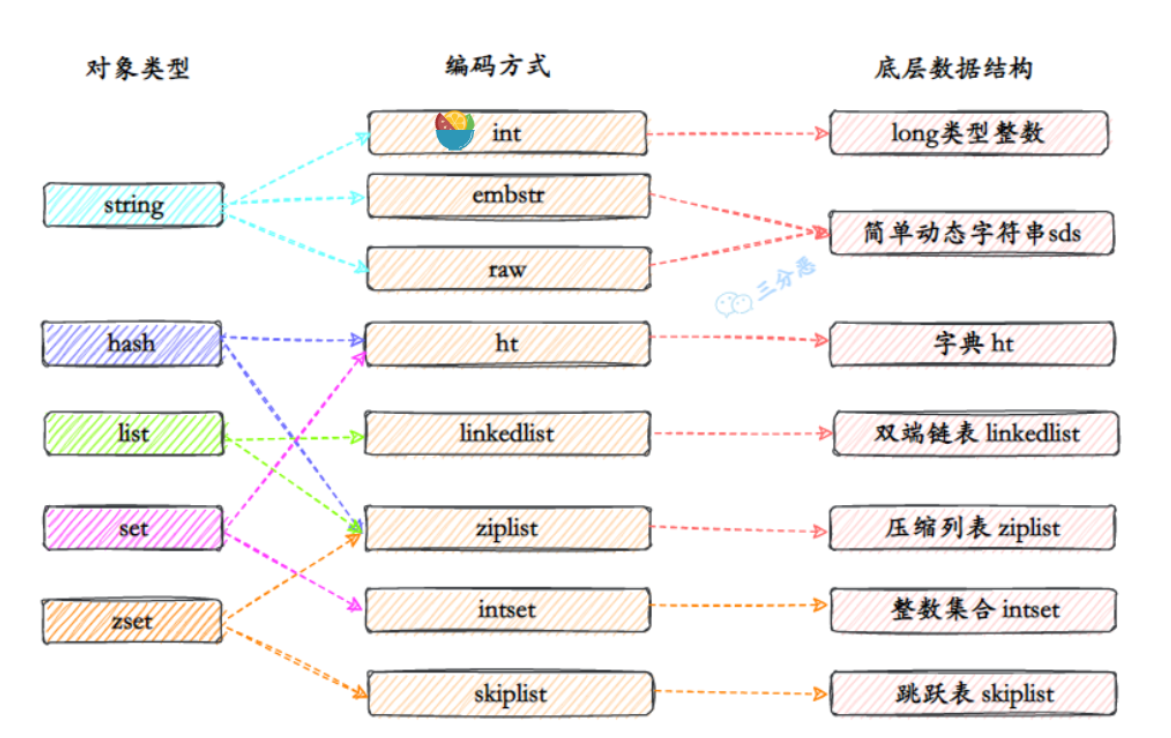 对象类型 编码方式 底层数据结构
int long类型整数
string embstr 简单动态字符串sds
raw
三分恶
hash ht 字典 ht
list linkedlist 双端链表 linkedlist
set ziplist 压缩列表 ziplist
intset 整数集合 intset
zset
skiplist 跳跃表 skiplist